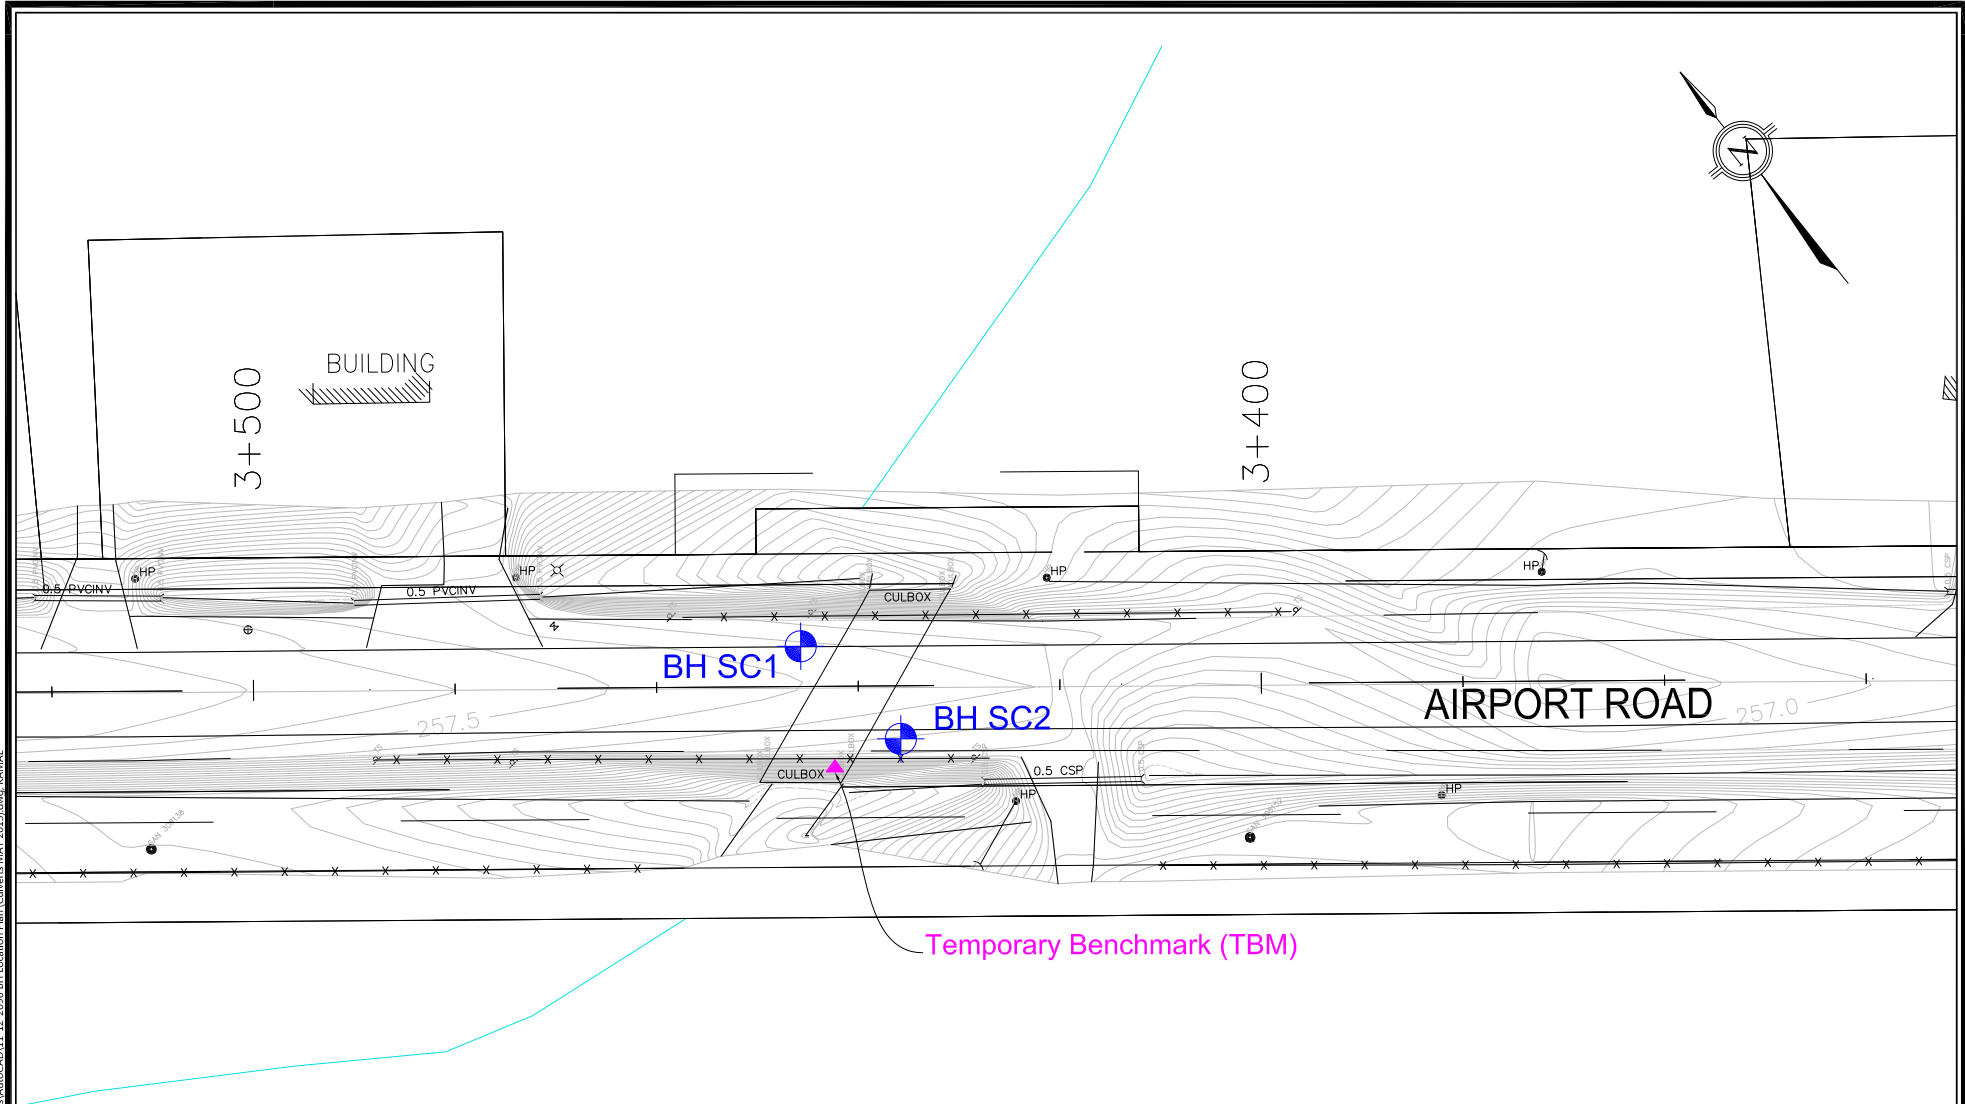 N
BUILDING
3+500
3+400
HP
HP
HP
HP
0.5 PVCINV
0.5 PVCINV
CULBOX
BH SC1
BH SC2
AIRPORT ROAD
257.5
257.0
CULBOX
0.5 CSP
HP
HP
Temporary Benchmark (TBM)